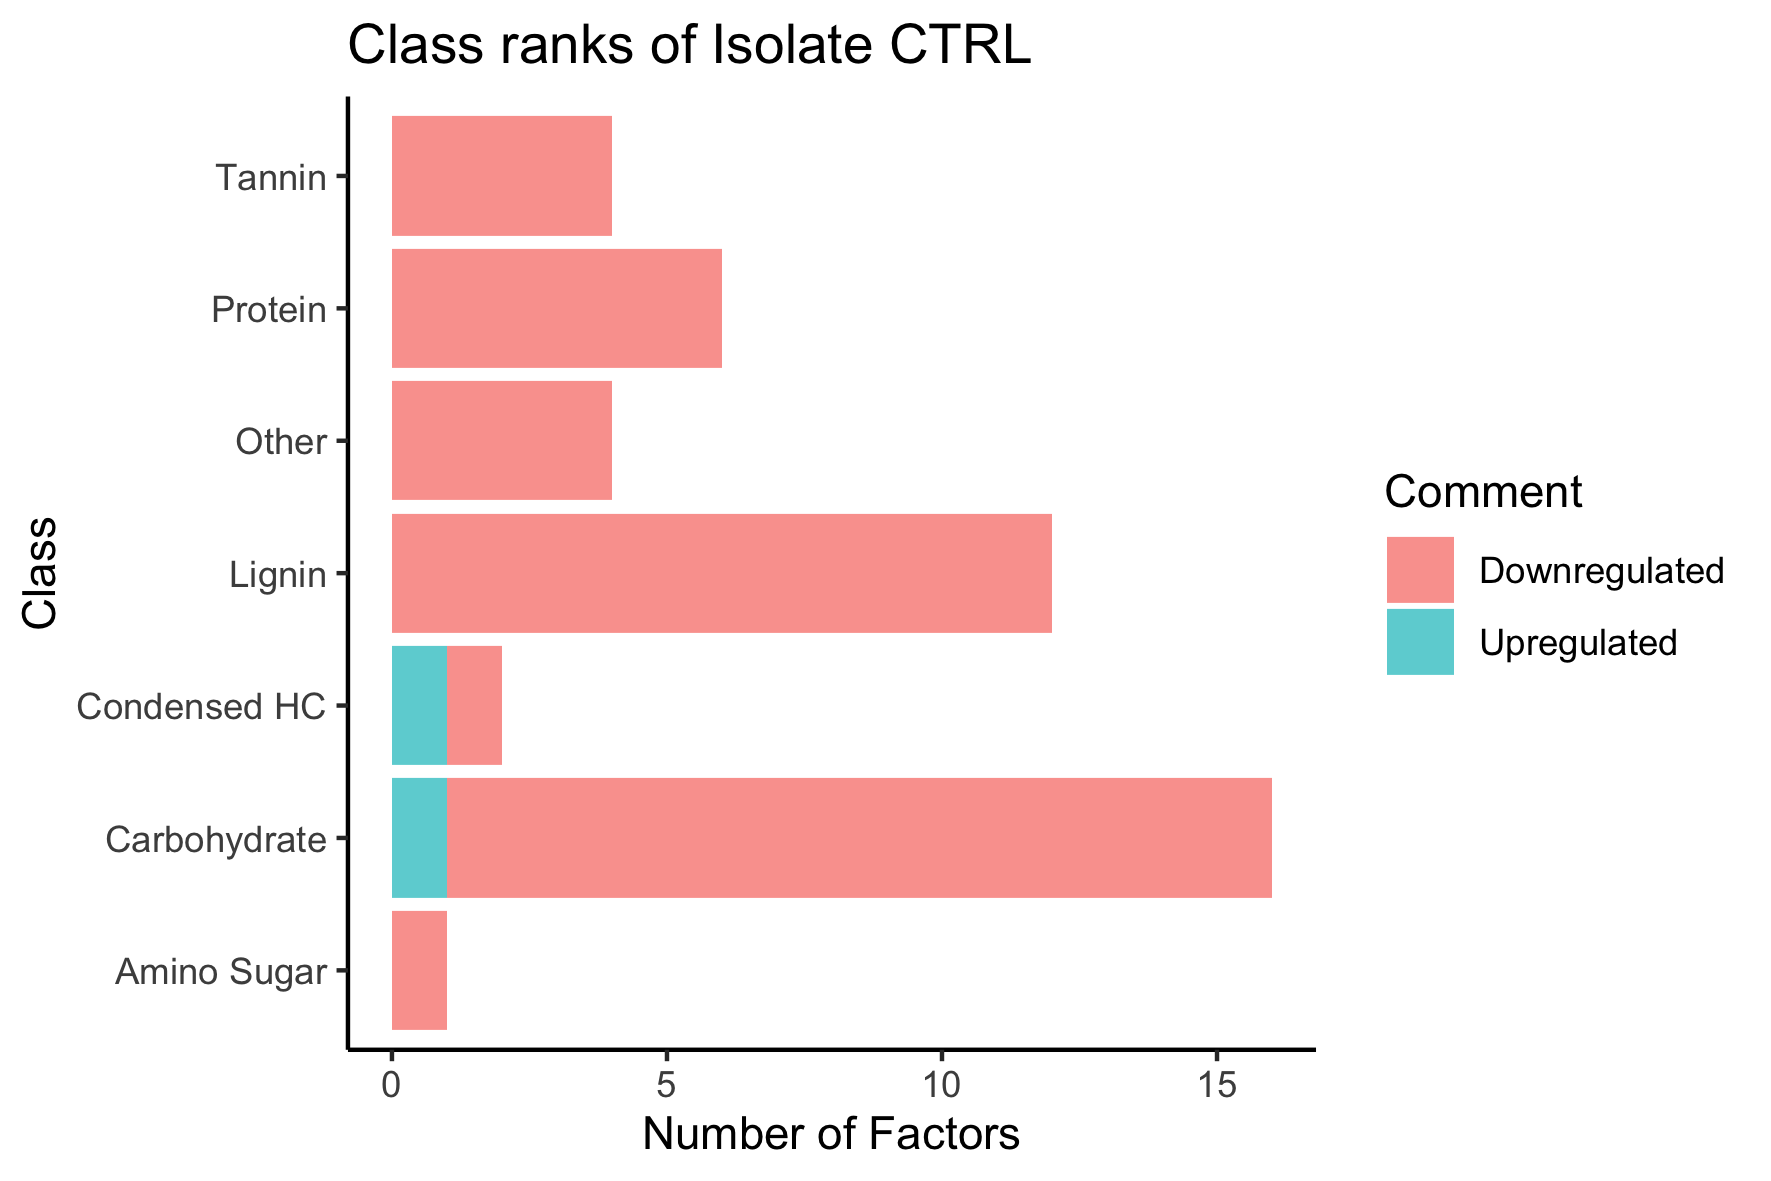 Class ranks of Isolate CTRL
Tannin
Protein
Other
Lignin
Condensed HC
Carbohydrate
Amino Sugar
Class
0 5 10 15
Number of Factors
Comment
Downregulated
Upregulated